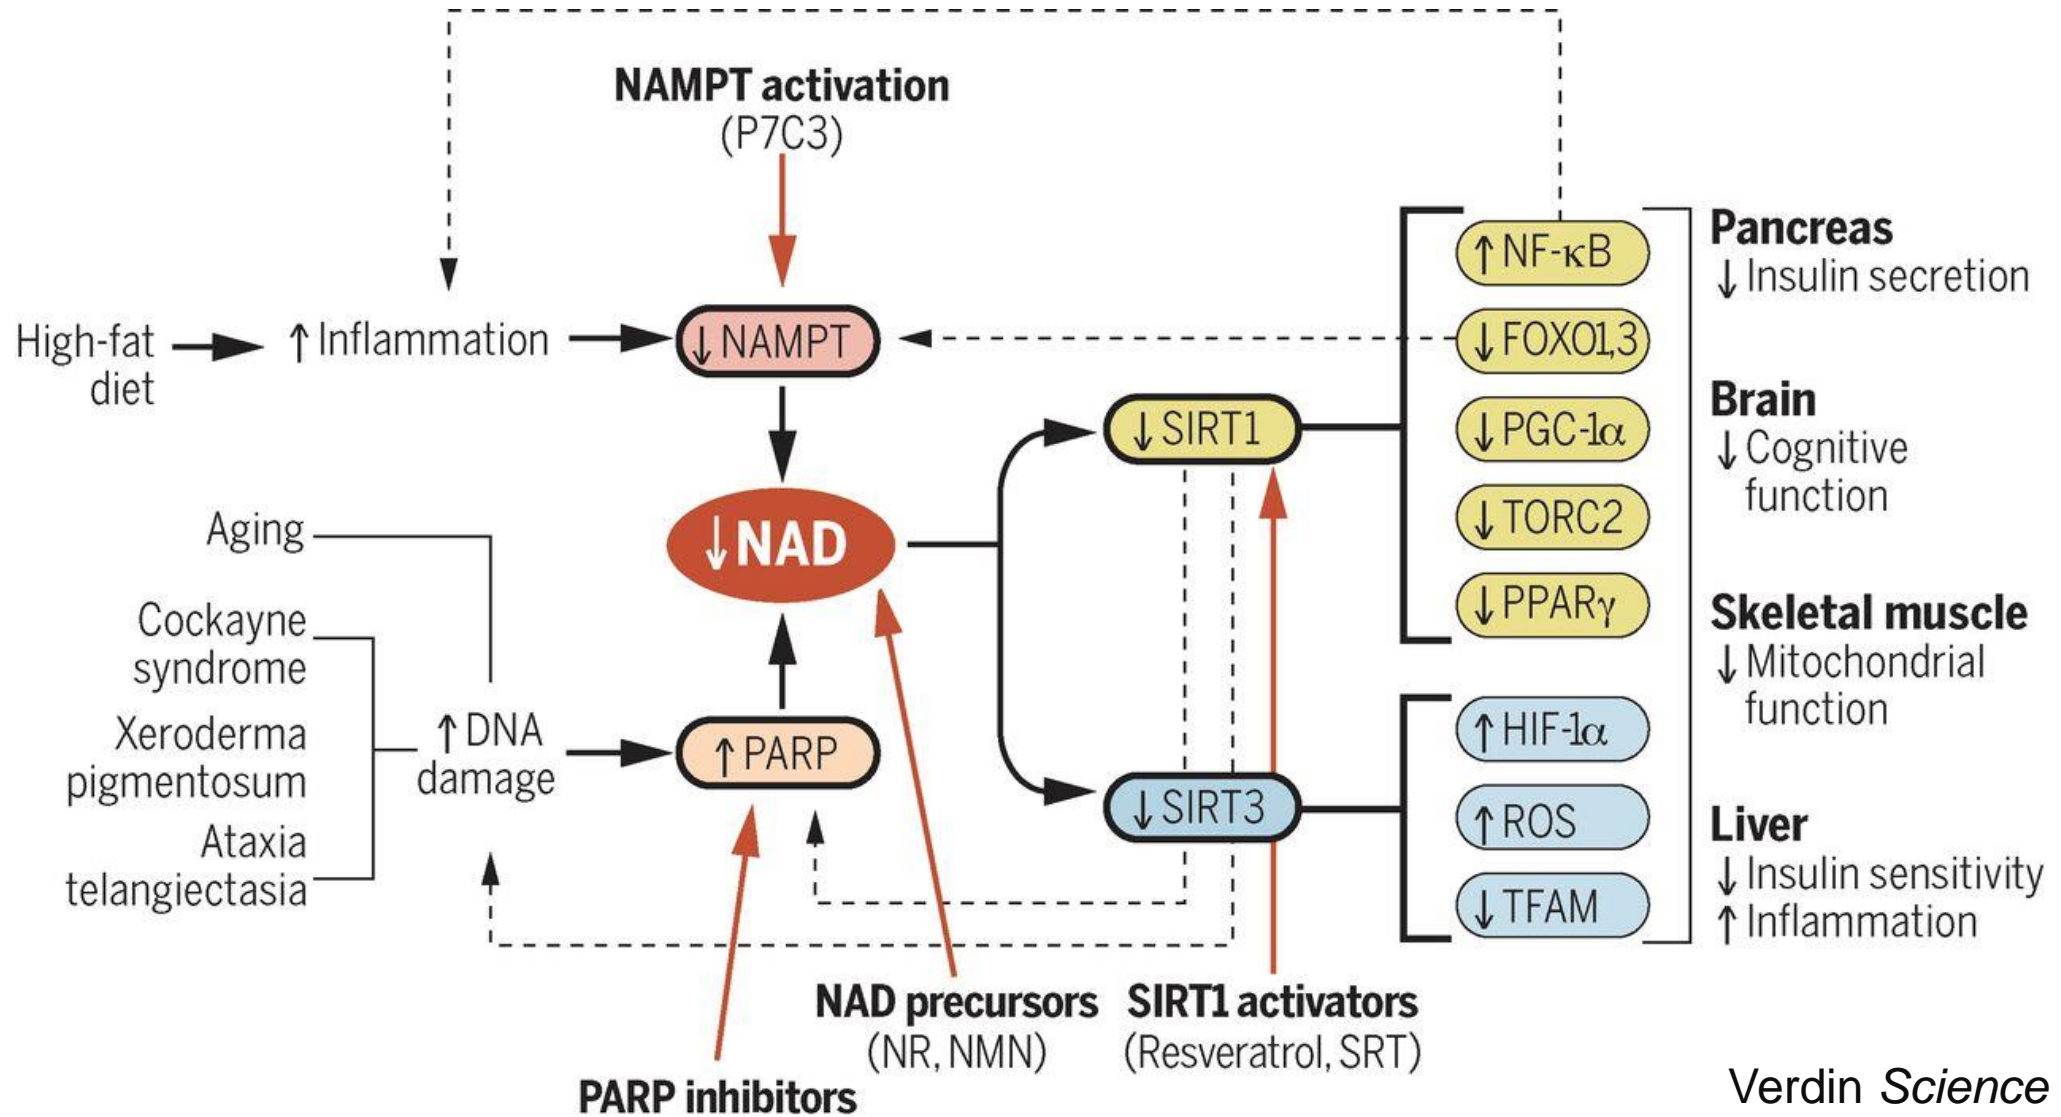 NAMPT activation
(P7C3)
High-fat
diet
↑ Inflammation
↓ NAMPT
↓ NAD
Aging
Cockayne
syndrome
Xeroderma
pigmentosum
Ataxia
telangiectasia
↑ DNA
damage
↑ PARP
↓ SIRT1
↓ SIRT3
↑ NF-κB
↓ FOXO1,3
↓ PGC-1α
↓ TORC2
↓ PPARγ
↑ HIF-1α
↑ ROS
↓ TFAM
Pancreas
↓ Insulin secretion
Brain
↓ Cognitive
function
Skeletal muscle
↓ Mitochondrial
function
Liver
↓ Insulin sensitivity
↑ Inflammation
NAD precursors
(NR, NMN)
SIRT1 activators
(Resveratrol, SRT)
PARP inhibitors
Verdin Science